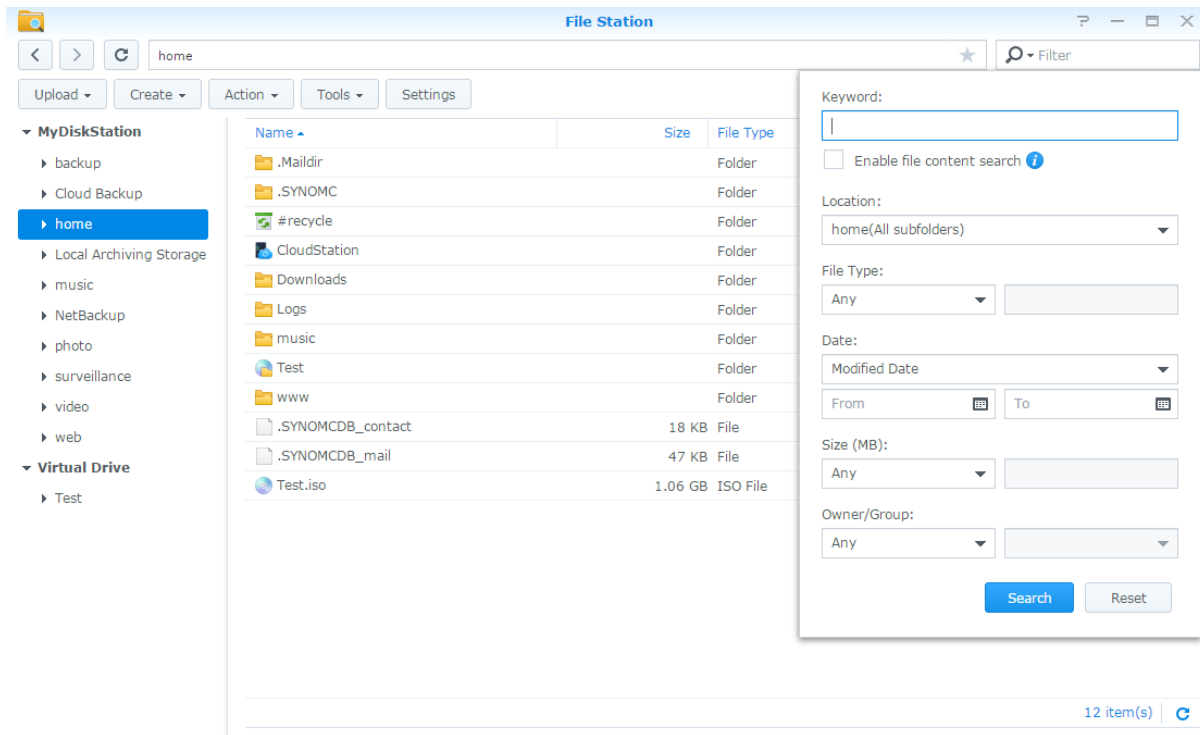 File Station
home
Filter
Upload Create Action Tools Settings
MyDiskStation
backup
Cloud Backup
home
Local Archiving Storage
music
NetBackup
photo
surveillance
video
web
Virtual Drive
Test
Name Size File Type
.Maildir Folder
.SYNOMC Folder
#recycle Folder
CloudStation Folder
Downloads Folder
Logs Folder
music Folder
Test Folder
www Folder
.SYNOMCDB_contact 18 KB File
.SYNOMCDB_mail 47 KB File
Test.iso 1.06 GB ISO File
Keyword:
Enable file content search
Location:
home(All subfolders)
File Type:
Any
Date:
Modified Date
From To
Size (MB):
Any
Owner/Group:
Any
Search Reset
12 item(s)